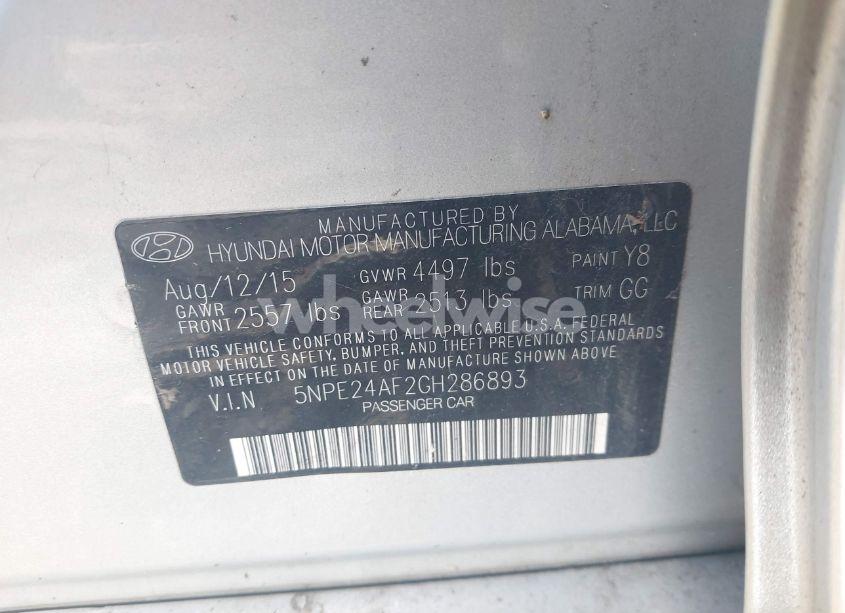 MANUFACTURED BY
HYUNDAI MOTOR MANUFACTURING ALABAMA, LLC
Aug/12/15 GVWR 4497 lbs PAINT Y8
GAWR FRONT 2557 lbs GAWR REAR 2513 lbs TRIM GG
THIS VEHICLE CONFORMS TO ALL APPLICABLE U.S.A. FEDERAL
MOTOR VEHICLE SAFETY, BUMPER, AND THEFT PREVENTION STANDARDS
IN EFFECT ON THE DATE OF MANUFACTURE SHOWN ABOVE
V.I.N 5NPE24AF2GH286893
PASSENGER CAR
wheelwise